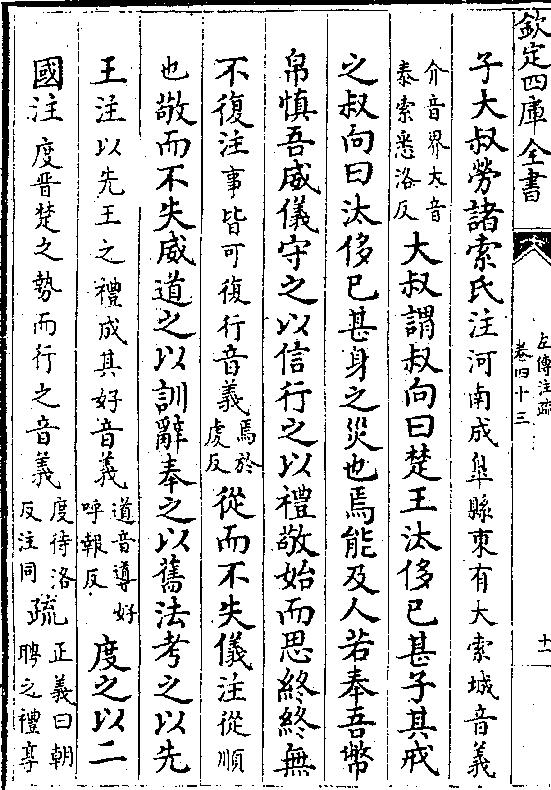 欽定四庫全書
左傳注疏
卷四十三
十一
子大叔勞諸索氏注河南成皐縣東有大索城音義
介音界大音
泰索悉洛反
大叔謂叔向曰楚王汰侈已甚子其戒
之叔向曰汰侈已甚身之災也焉能及人若奉吾幣
帛慎吾威儀守之以信行之以禮敬始而思終終無
不復注事皆可復行音義
焉於
虔反
從而不失儀注從順
也敬而不失威道之以訓辭奉之以舊法考之以先
王注以先王之禮成其好音義
道音導好
呼報反
度之以二
國注度晉楚之勢而行之音義
度待洛
反注同
疏
正義曰朝
聘之禮享